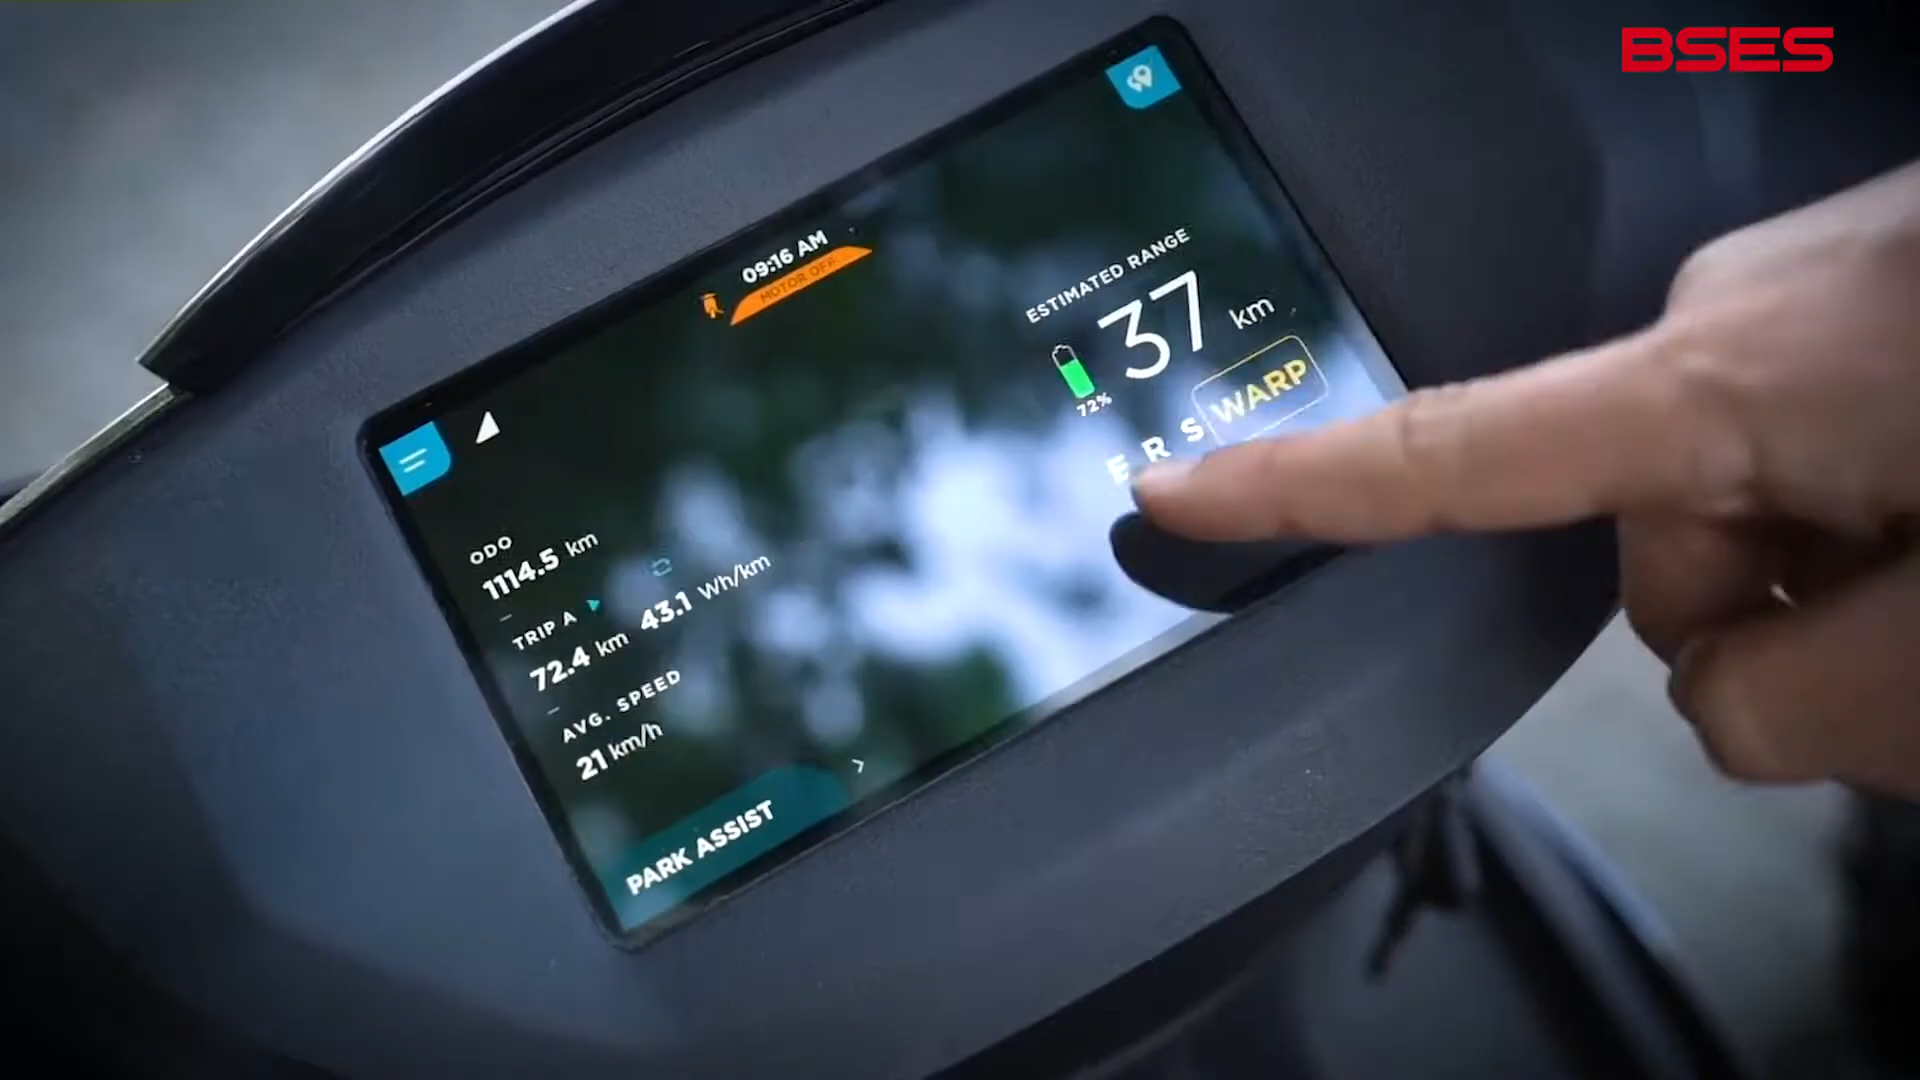 BSES
09:16 AM
MOTOR OFF
ESTIMATED RANGE
37 km
72%
E R S WARP
ODO
1114.5 km
TRIP A
72.4 km 43.1 Wh/km
AVG. SPEED
21 km/h
PARK ASSIST